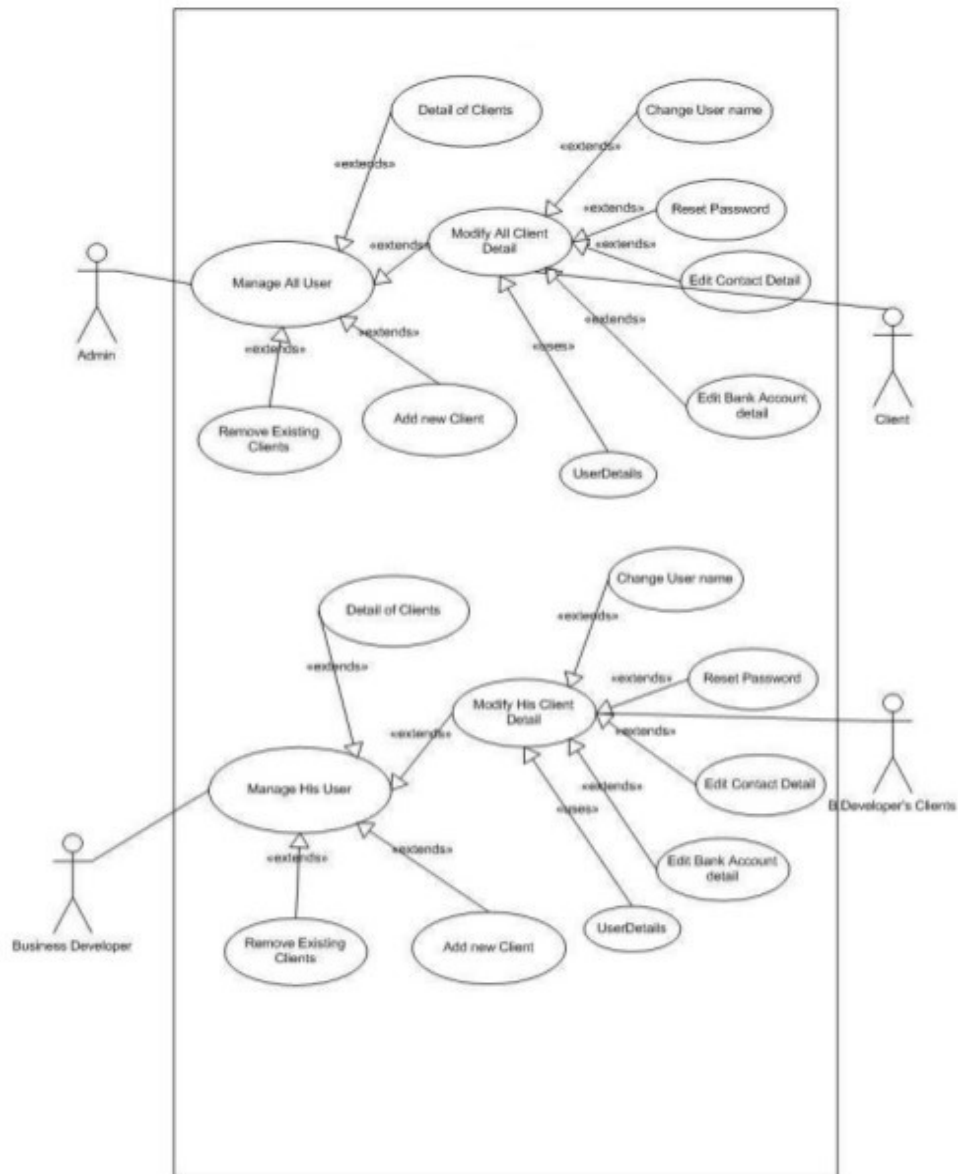 Detail of Clients
Change User name
«extends»
«extends»
«extends»
Reset Password
Modify All Client
Detail
«extends»
«extends»
Manage All User
Edit Contact Detail
«extends»
«extends»
«extends»
«uses»
Admin
Edit Bank Account
detail
Add new Client
Client
Remove Existing
Clients
UserDetails
Change User name
Detail of Clients
«extends»
«extends»
«extends»
Reset Password
Modify His Client
Detail
«extends»
«extends»
Manage His User
«extends»
Edit Contact Detail
B.Developer's Clients
«uses»
«extends»
«extends»
Edit Bank Account
detail
Business Developer
Remove Existing
Clients
Add new Client
UserDetails